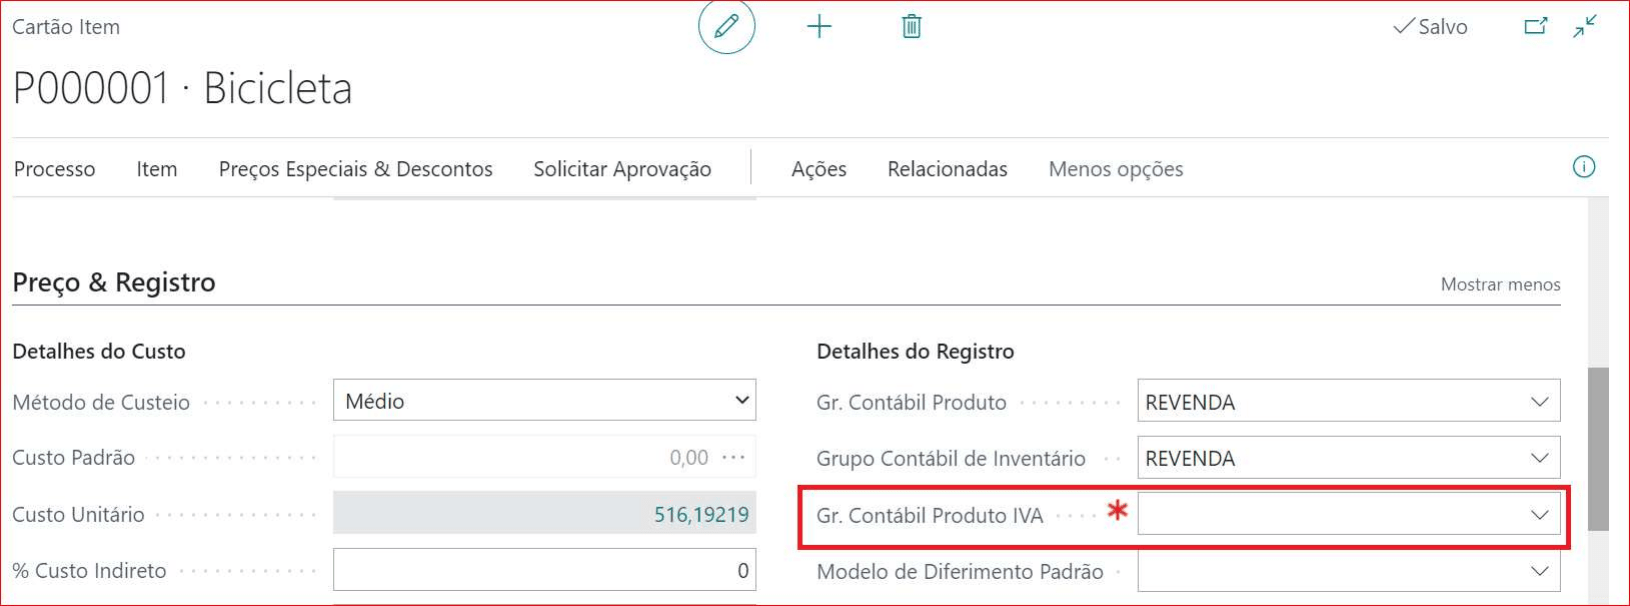 Cartão Item
Salvo
P000001 · Bicicleta
Processo Item Preços Especiais & Descontos Solicitar Aprovação Ações Relacionadas Menos opções
Preço & Registro
Mostrar menos
Detalhes do Custo
Método de Custeio Médio
Custo Padrão 0,00 ···
Custo Unitário 516,19219
% Custo Indireto 0
Detalhes do Registro
Gr. Contábil Produto REVENDA
Grupo Contábil de Inventário REVENDA
Gr. Contábil Produto IVA *
Modelo de Diferimento Padrão